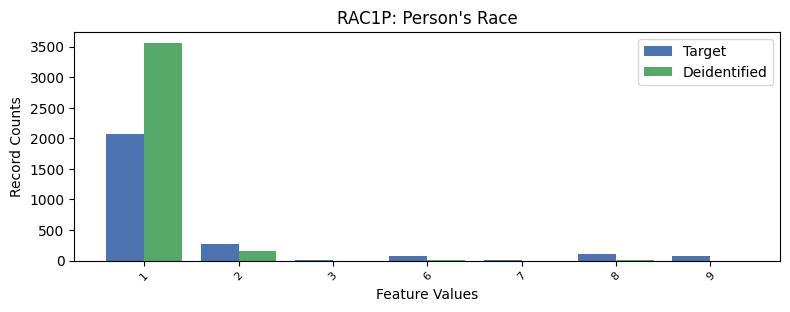 RAC1P: Person's Race
Record Counts
3500
3000
2500
2000
1500
1000
500
0
Target
Deidentified
1 2 3 6 7 8 9
Feature Values